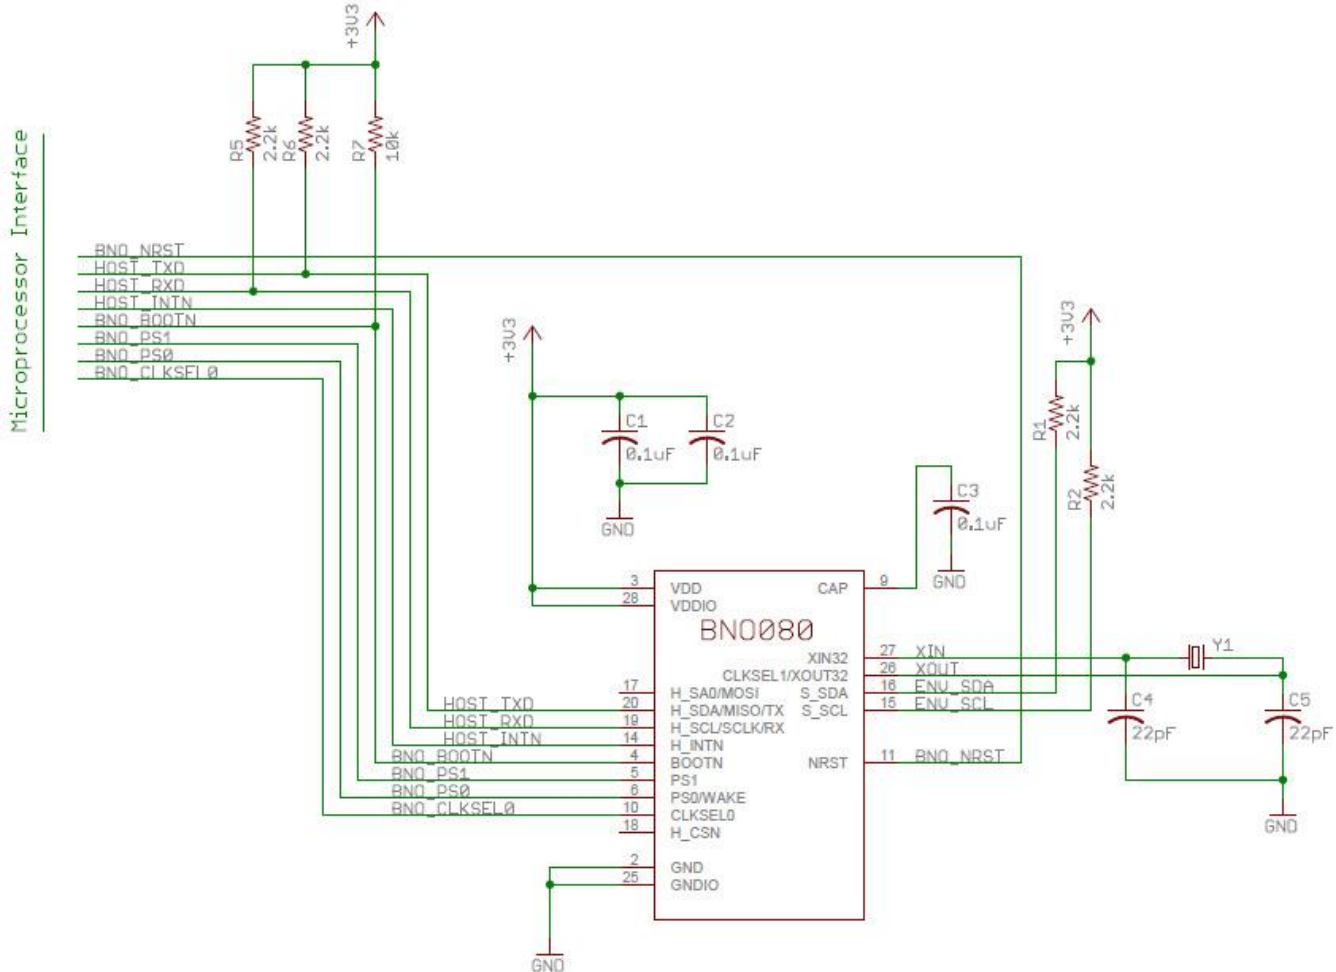 +3V3
R5
2.2k
R6
2.2k
R7
10k
Microprocessor Interface
BNO_NRST
HOST_TXD
HOST_RXD
HOST_INTN
BNO_BOOTN
BNO_PS1
BNO_PS0
BNO_CLKSEL0
+3V3
C1
0.1uF
C2
0.1uF
GND
+3V3
R1
2.2k
R2
2.2k
C3
0.1uF
GND
BNO080
3 VDD
28 VDDIO
CAP 9
XIN32 27 XIN
CLKSEL1/XOUT32 26 XOUT
17 H_SA0/MOSI
S_SDA 16 ENV_SDA
HOST_TXD 20 H_SDA/MISO/TX
S_SCL 15 ENV_SCL
HOST_RXD 19 H_SCL/SCLK/RX
HOST_INTN 14 H_INTN
BNO_BOOTN 4 BOOTN
NRST 11 BNO_NRST
BNO_PS1 5 PS1
BNO_PS0 6 PS0/WAKE
BNO_CLKSEL0 10 CLKSEL0
18 H_CSN
2 GND
25 GNDIO
GND
Y1
C4
22pF
C5
22pF
GND